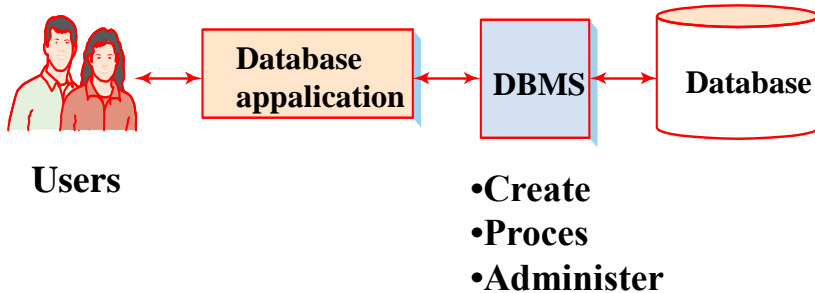 Database
appalication
DBMS
Database
Users
•Create
•Proces
•Administer